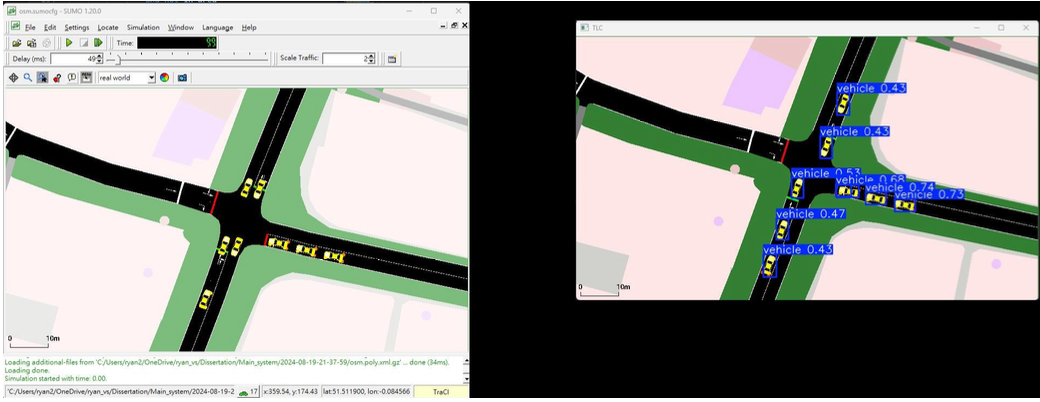 osm.sumocfg - SUMO 1.20.0
File Edit Settings Locate Simulation Window Language Help
Time: 99
Delay (ms): 49 Scale Traffic: 2
real world
0 10m
Loading additional-files from 'C:/Users/ryan2/OneDrive/ryan_vs/Dissertation/Main_system/2024-08-19-21-37-59/osm.poly.xml.gz' ... done (34ms).
Loading done.
Simulation started with time: 0.00.
'C:/Users/ryan2/OneDrive/ryan_vs/Dissertation/Main_system/2024-08-19-2 17 x:359.54, y:174.43 lat:51.511900, lon:-0.084566 TraCI
TLC
vehicle 0.43
vehicle 0.43
vehicle 0.53
vehicle 0.68
vehicle 0.74
vehicle 0.73
vehicle 0.47
vehicle 0.43
0 10m